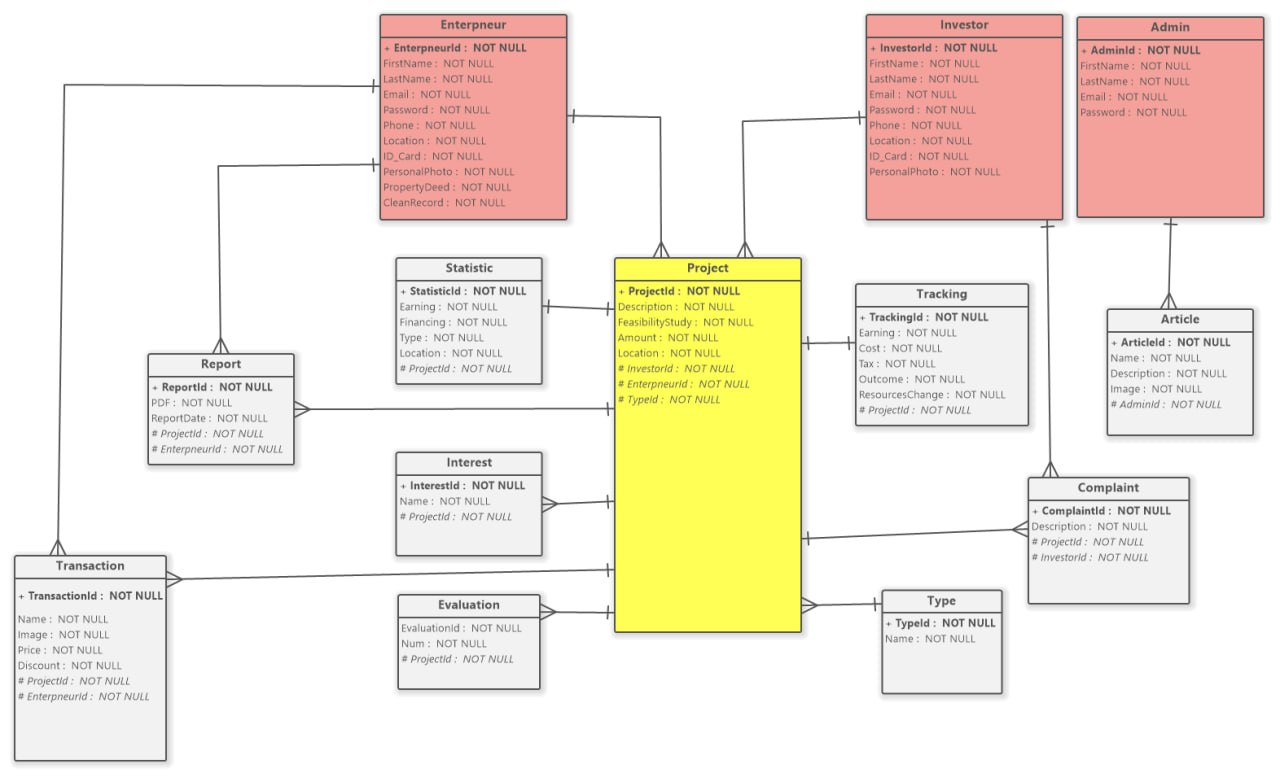 Enterpneur
+ EnterpneurId : NOT NULL
FirstName : NOT NULL
LastName : NOT NULL
Email : NOT NULL
Password : NOT NULL
Phone : NOT NULL
Location : NOT NULL
ID_Card : NOT NULL
PersonalPhoto : NOT NULL
PropertyDeed : NOT NULL
CleanRecord : NOT NULL
Investor
+ InvestorId : NOT NULL
FirstName : NOT NULL
LastName : NOT NULL
Email : NOT NULL
Password : NOT NULL
Phone : NOT NULL
Location : NOT NULL
ID_Card : NOT NULL
PersonalPhoto : NOT NULL
Admin
+ AdminId : NOT NULL
FirstName : NOT NULL
LastName : NOT NULL
Email : NOT NULL
Password : NOT NULL
Statistic
+ StatisticId : NOT NULL
Earning : NOT NULL
Financing : NOT NULL
Type : NOT NULL
Location : NOT NULL
# ProjectId : NOT NULL
Project
+ ProjectId : NOT NULL
Description : NOT NULL
FeasibilityStudy : NOT NULL
Amount : NOT NULL
Location : NOT NULL
# InvestorId : NOT NULL
# EnterpneurId : NOT NULL
# TypeId : NOT NULL
Tracking
+ TrackingId : NOT NULL
Earning : NOT NULL
Cost : NOT NULL
Tax : NOT NULL
Outcome : NOT NULL
ResourcesChange : NOT NULL
# ProjectId : NOT NULL
Article
+ ArticleId : NOT NULL
Name : NOT NULL
Description : NOT NULL
Image : NOT NULL
# AdminId : NOT NULL
Report
+ ReportId : NOT NULL
PDF : NOT NULL
ReportDate : NOT NULL
# ProjectId : NOT NULL
# EnterpneurId : NOT NULL
Interest
+ InterestId : NOT NULL
Name : NOT NULL
# ProjectId : NOT NULL
Complaint
+ ComplaintId : NOT NULL
Description : NOT NULL
# ProjectId : NOT NULL
# InvestorId : NOT NULL
Transaction
+ TransactionId : NOT NULL
Name : NOT NULL
Image : NOT NULL
Price : NOT NULL
Discount : NOT NULL
# ProjectId : NOT NULL
# EnterpneurId : NOT NULL
Evaluation
EvaluationId : NOT NULL
Num : NOT NULL
# ProjectId : NOT NULL
Type
+ TypeId : NOT NULL
Name : NOT NULL